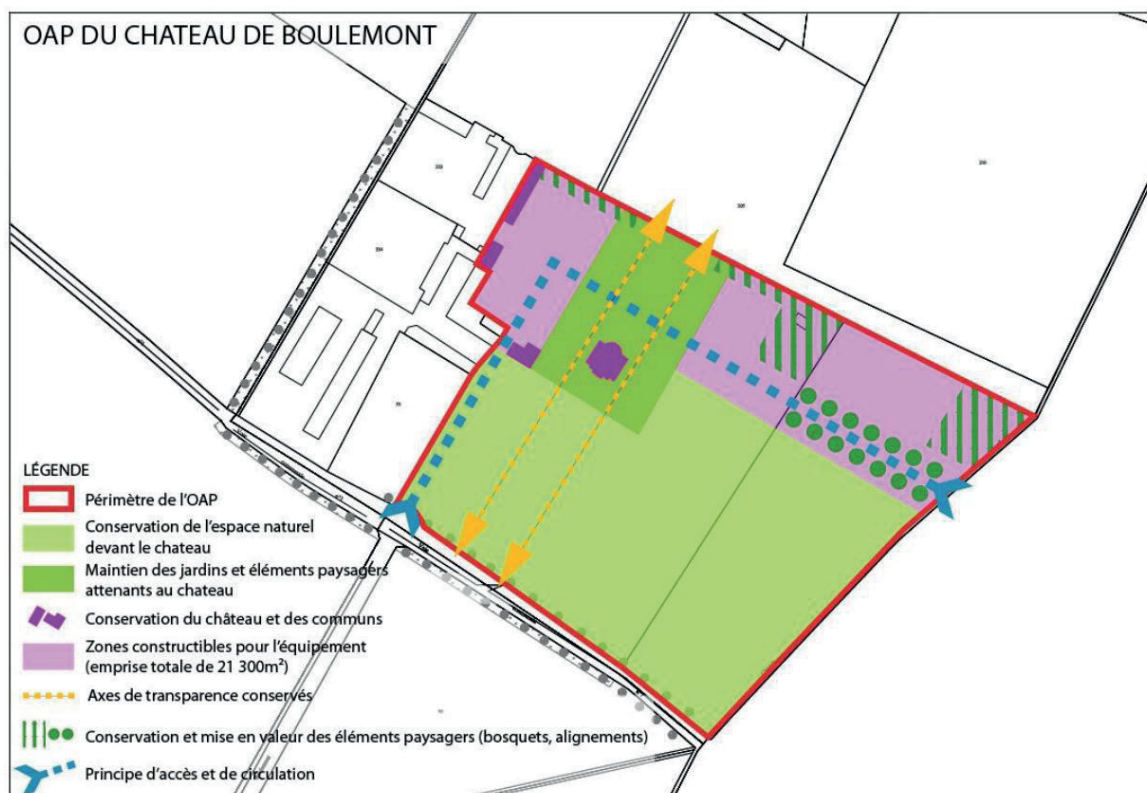 OAP DU CHATEAU DE BOULEMONT
LÉGENDE
Périmètre de l'OAP
Conservation de l'espace naturel
devant le chateau
Maintien des jardins et éléments paysagers
attenants au chateau
Conservation du château et des communs
Zones constructibles pour l'équipement
(emprise totale de 21 300m²)
Axes de transparence conservés
Conservation et mise en valeur des éléments paysagers (bosquets, alignements)
Principe d'accès et de circulation